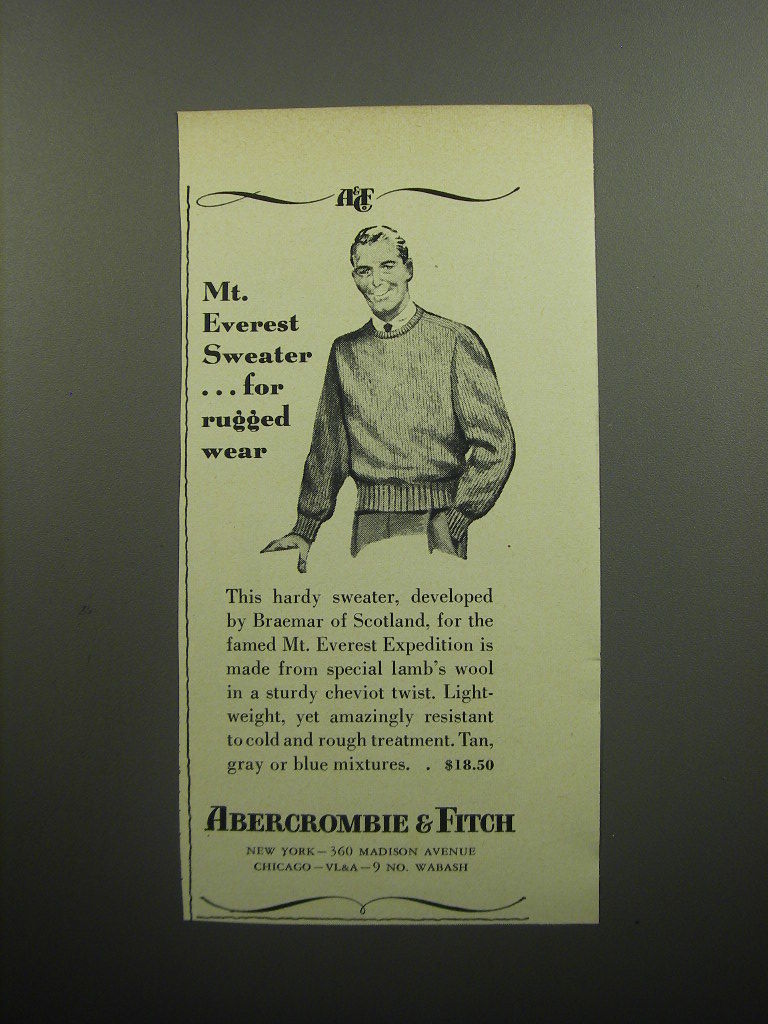 A&F Co
Mt.
Everest
Sweater
...for
rugged
wear
This hardy sweater, developed
by Braemar of Scotland, for the
famed Mt. Everest Expedition is
made from special lamb's wool
in a sturdy cheviot twist. Light-
weight, yet amazingly resistant
to cold and rough treatment. Tan,
gray or blue mixtures. . $18.50
ABERCROMBIE & FITCH
NEW YORK—360 MADISON AVENUE
CHICAGO—VL&A—9 NO. WABASH